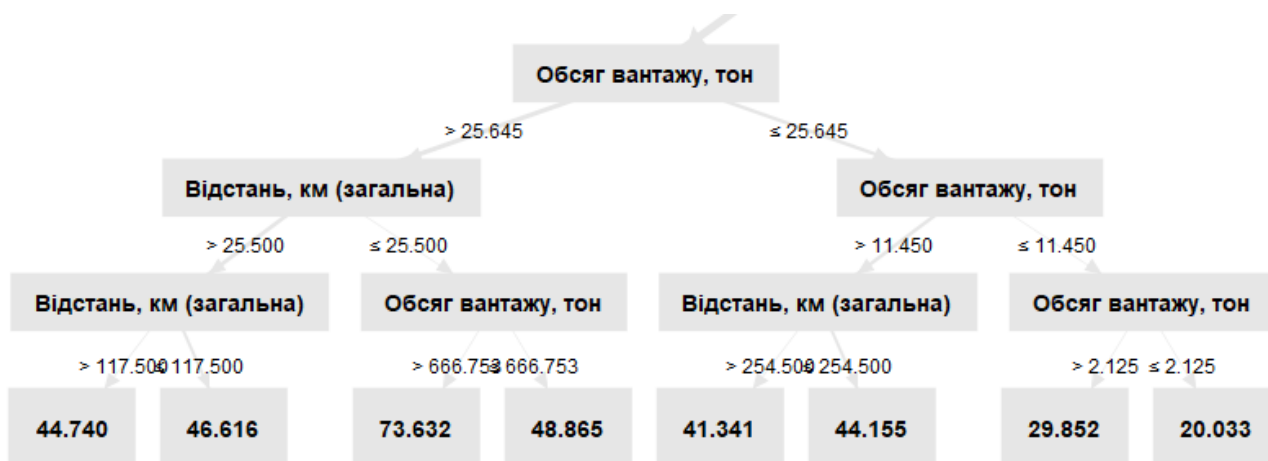 Обсяг вантажу, тон
> 25.645 ≤ 25.645
Відстань, км (загальна) Обсяг вантажу, тон
> 25.500 ≤ 25.500 > 11.450 ≤ 11.450
Відстань, км (загальна) Обсяг вантажу, тон Відстань, км (загальна) Обсяг вантажу, тон
> 117.500 ≤ 117.500 > 666.753 ≤ 666.753 > 254.500 ≤ 254.500 > 2.125 ≤ 2.125
44.740 46.616 73.632 48.865 41.341 44.155 29.852 20.033